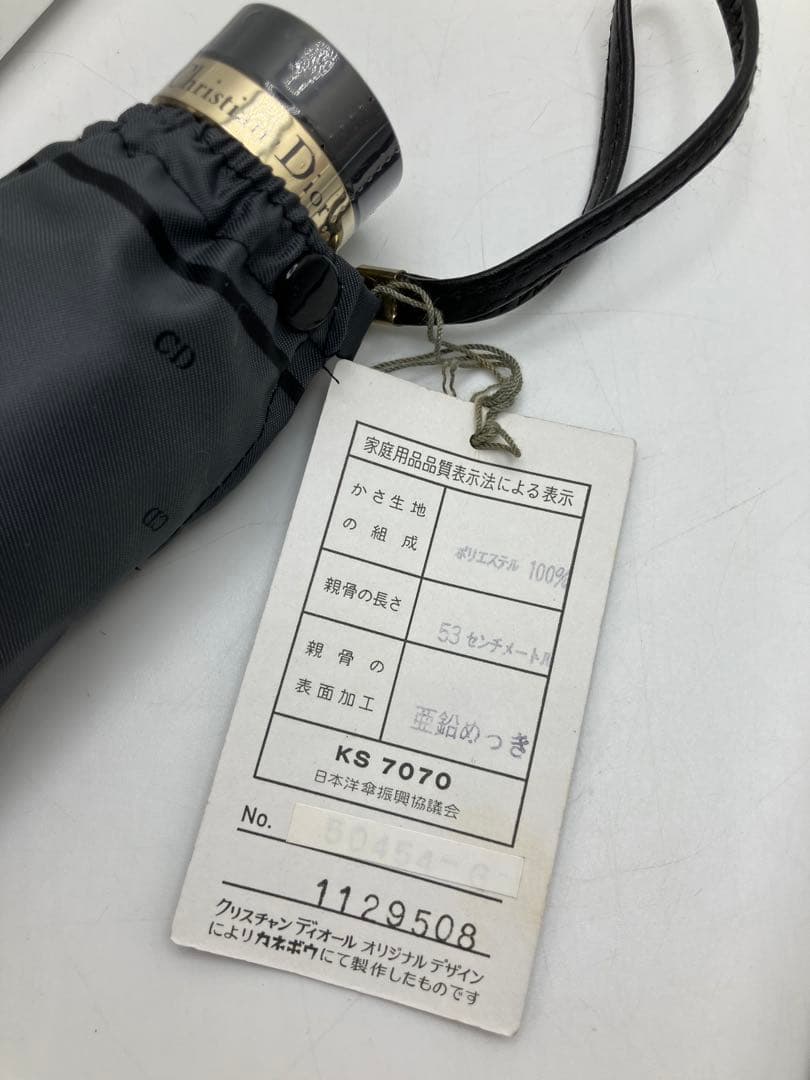 Christian Dior
CD
CD
家庭用品品質表示法による表示
かさ生地
の組成
ポリエステル 100%
親骨の長さ
53 センチメートル
親骨の
表面加工
亜鉛めっき
KS 7070
日本洋傘振興協議会
No.
50454-6
1129508
クリスチャン ディオール オリジナル デザイン
によりカネボウにて製作したものです